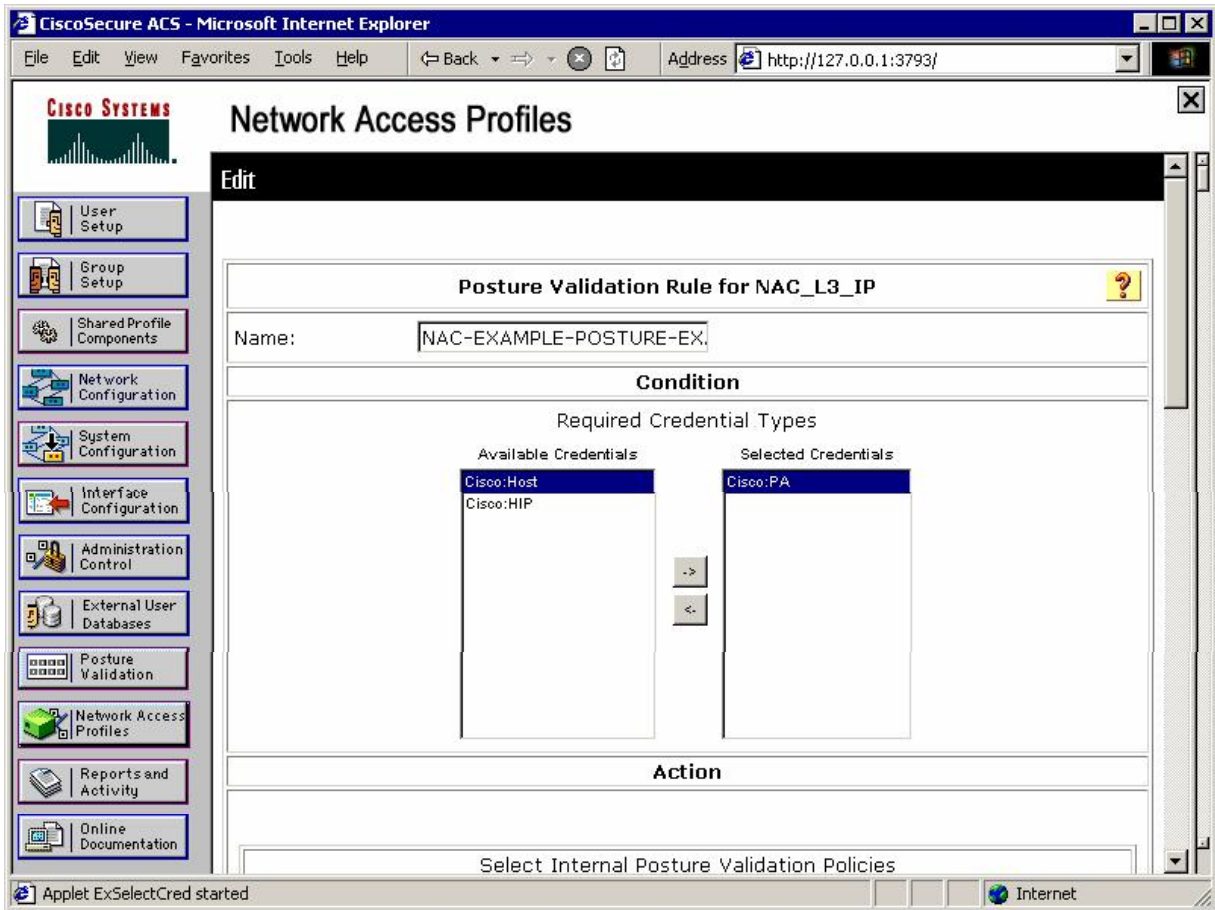 CiscoSecure ACS - Microsoft Internet Explorer
File Edit View Favorites Tools Help Back Address http://127.0.0.1:3793/
CISCO SYSTEMS
Network Access Profiles
Edit
User
Setup
Group
Setup
Shared Profile
Components
Network
Configuration
System
Configuration
Interface
Configuration
Administration
Control
External User
Databases
Posture
Validation
Network Access
Profiles
Reports and
Activity
Online
Documentation
Posture Validation Rule for NAC_L3_IP
Name: NAC-EXAMPLE-POSTURE-EX
Condition
Required Credential Types
Available Credentials Selected Credentials
Cisco:Host Cisco:PA
Cisco:HIP
->
<-
Action
Select Internal Posture Validation Policies
Applet ExSelectCred started Internet